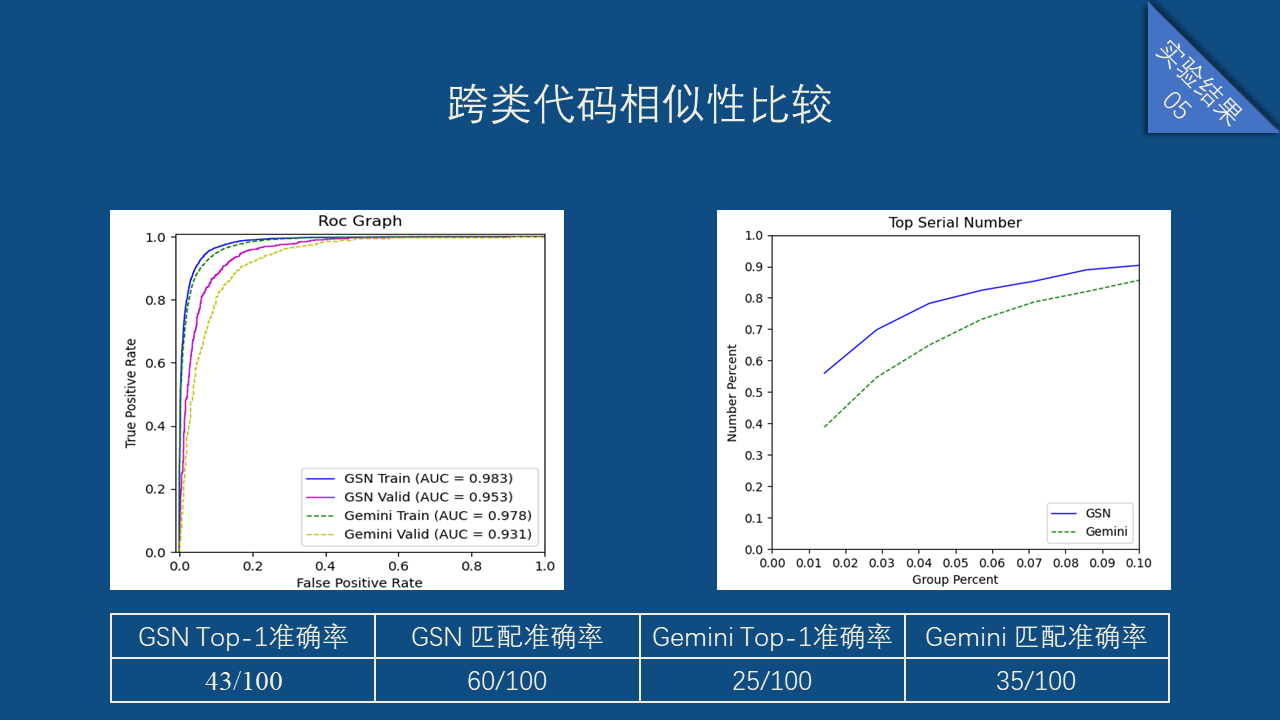 实验结果
05
跨类代码相似性比较
Roc Graph
True Positive Rate
1.0
0.8
0.6
0.4
0.2
0.0
GSN Train (AUC = 0.983)
GSN Valid (AUC = 0.953)
Gemini Train (AUC = 0.978)
Gemini Valid (AUC = 0.931)
0.0 0.2 0.4 0.6 0.8 1.0
False Positive Rate
Top Serial Number
Number Percent
1.0
0.9
0.8
0.7
0.6
0.5
0.4
0.3
0.2
0.1
0.0
GSN
Gemini
0.00 0.01 0.02 0.03 0.04 0.05 0.06 0.07 0.08 0.09 0.10
Group Percent
GSN Top-1准确率 GSN 匹配准确率 Gemini Top-1准确率 Gemini 匹配准确率
43/100 60/100 25/100 35/100